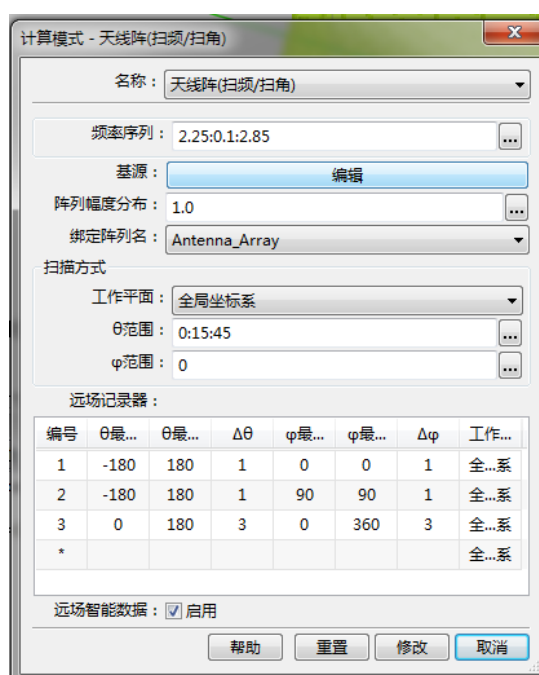 计算模式 - 天线阵(扫频/扫角)
名称： 天线阵(扫频/扫角)
频率序列： 2.25:0.1:2.85 ...
基源： 编辑
阵列幅度分布： 1.0 ...
绑定阵列名： Antenna_Array
扫描方式
工作平面： 全局坐标系
θ范围： 0:15:45 ...
φ范围： 0 ...
远场记录器：
编号 θ最... θ最... Δθ φ最... φ最... Δφ 工作...
1 -180 180 1 0 0 1 全...系
2 -180 180 1 90 90 1 全...系
3 0 180 3 0 360 3 全...系
* 全...系
远场智能数据： 启用
帮助 重置 修改 取消